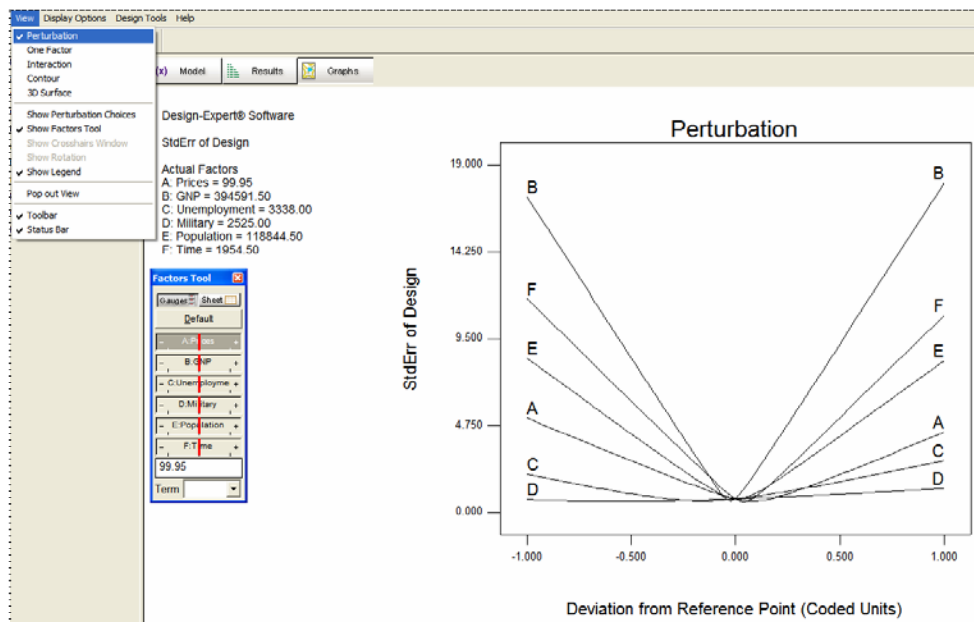 View Display Options Design Tools Help
Perturbation
One Factor
Interaction
Contour
3D Surface
Show Perturbation Choices
Show Factors Tool
Show Crosshairs Window
Show Rotation
Show Legend
Pop out View
Toolbar
Status Bar
(x) Model Results Graphs
Design-Expert® Software
StdErr of Design
Actual Factors
A: Prices = 99.95
B: GNP = 394591.50
C: Unemployment = 3338.00
D: Military = 2525.00
E: Population = 118844.50
F: Time = 1954.50
Factors Tool
Gauges Sheet
Default
- A:Prices +
- B:GNP +
- C:Unemployme +
- D:Military +
- E:Population +
- F:Time +
99.95
Term
Perturbation
StdErr of Design
19.000
14.250
9.500
4.750
0.000
B
F
E
A
C
D
B
F
E
A
C
D
-1.000 -0.500 0.000 0.500 1.000
Deviation from Reference Point (Coded Units)